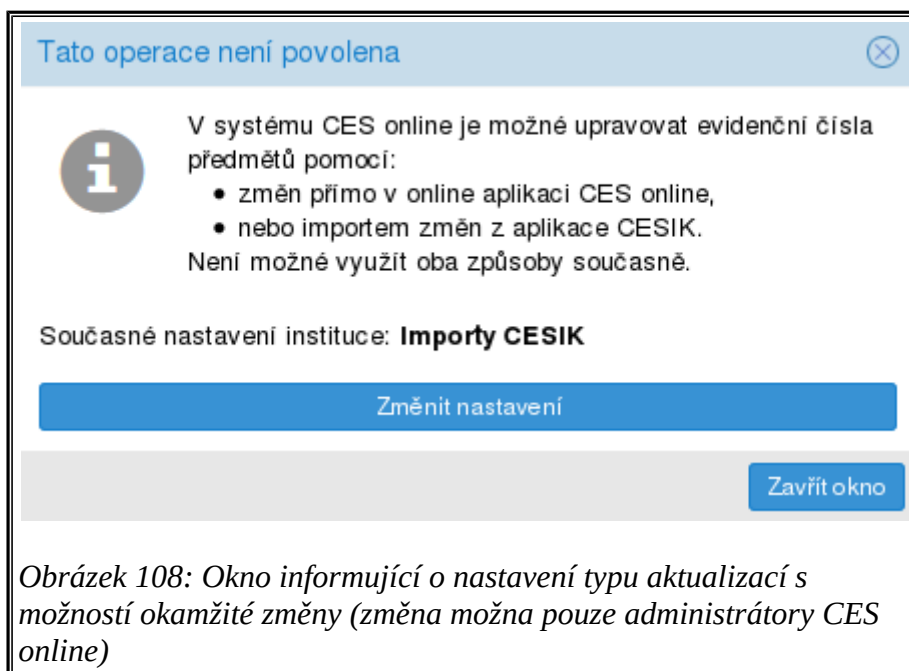 Tato operace není povolena
V systému CES online je možné upravovat evidenční čísla
předmětů pomocí:
• změn přímo v online aplikaci CES online,
• nebo importem změn z aplikace CESIK.
Není možné využít oba způsoby současně.
Současné nastavení instituce: Importy CESIK
Změnit nastavení
Zavřít okno
Obrázek 108: Okno informující o nastavení typu aktualizací s
možností okamžité změny (změna možna pouze administrátory CES
online)